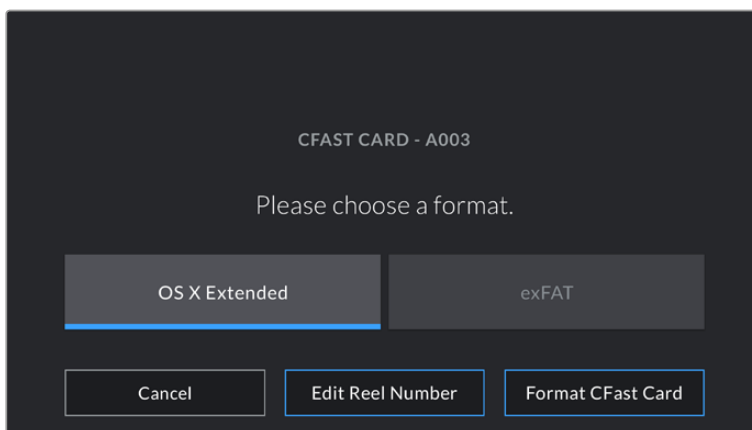 CFAST CARD - A003
Please choose a format.
OS X Extended
exFAT
Cancel
Edit Reel Number
Format CFast Card